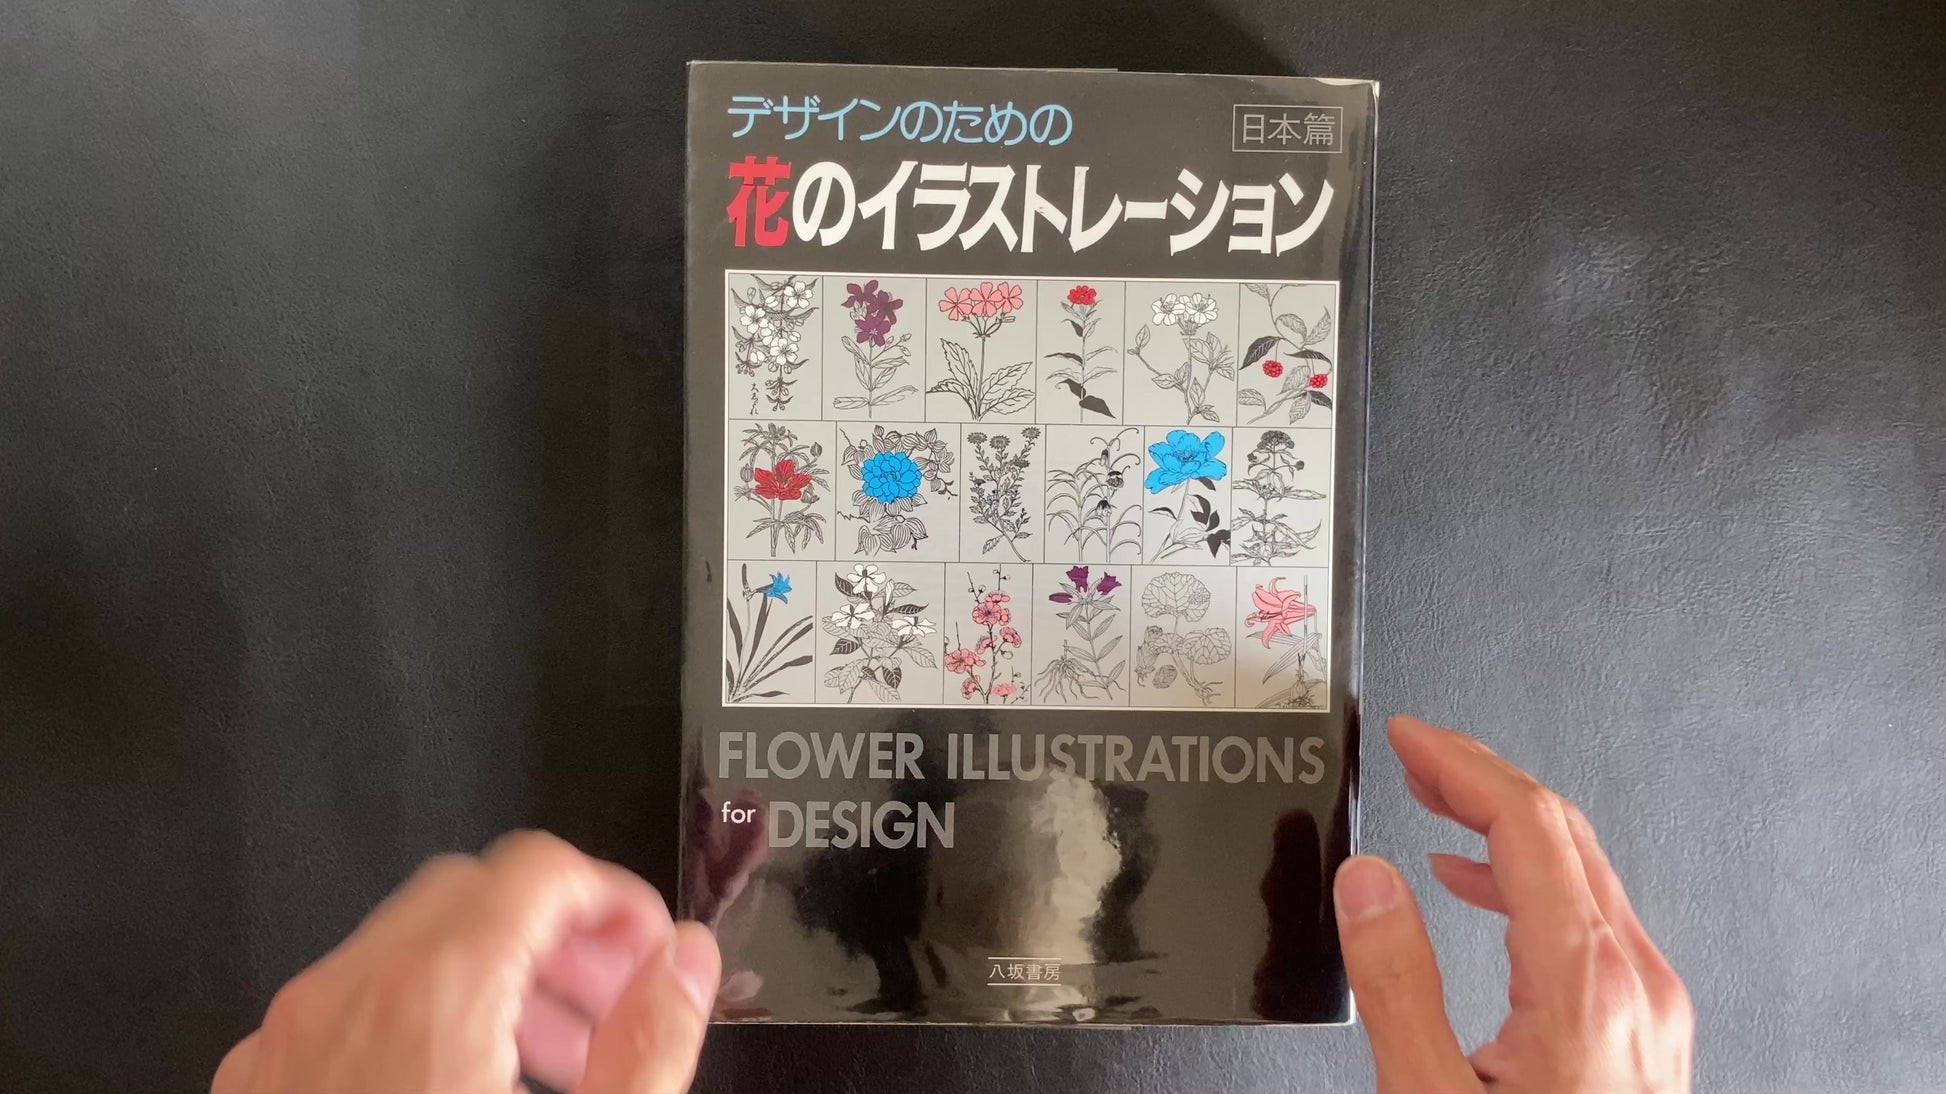 デザインのための
日本篇
花のイラストレーション
FLOWER ILLUSTRATIONS
for DESIGN
八坂書房